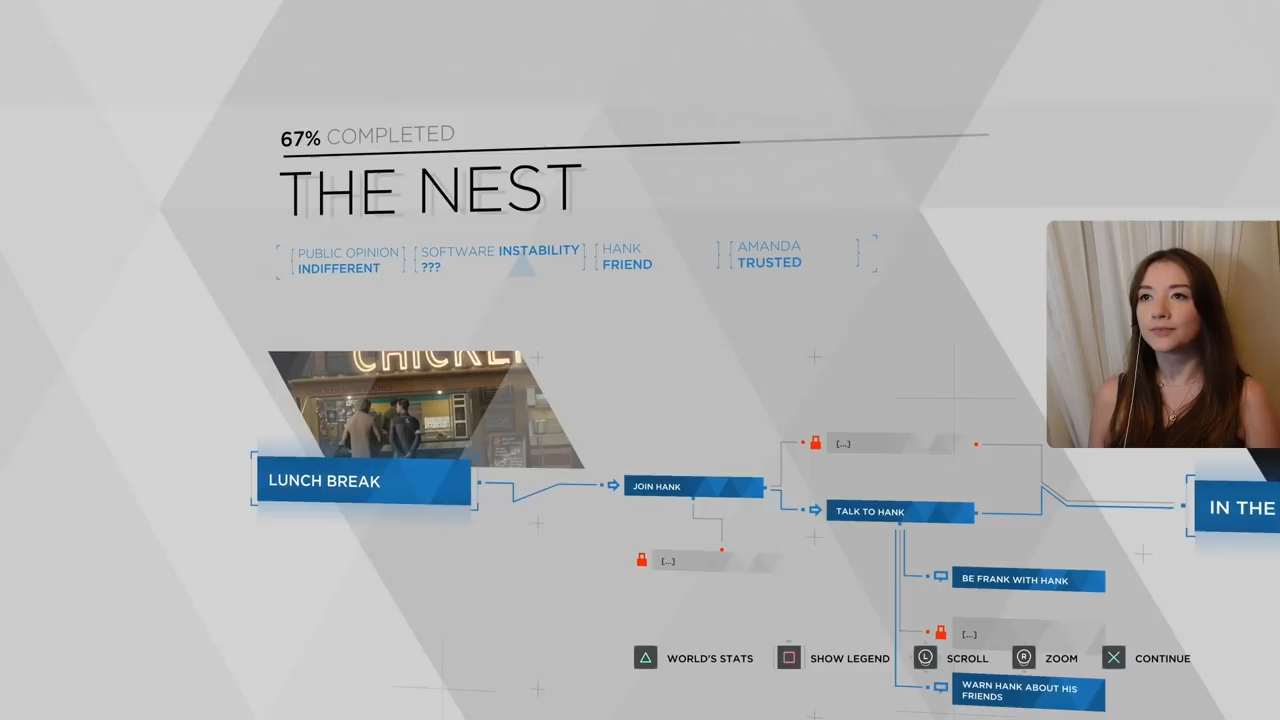 67% COMPLETED
THE NEST
PUBLIC OPINION
INDIFFERENT
SOFTWARE INSTABILITY
???
HANK
FRIEND
AMANDA
TRUSTED
LUNCH BREAK
JOIN HANK
[...]
[...]
TALK TO HANK
IN THE
BE FRANK WITH HANK
[...]
WARN HANK ABOUT HIS
FRIENDS
WORLD'S STATS
SHOW LEGEND
L
SCROLL
R
ZOOM
CONTINUE